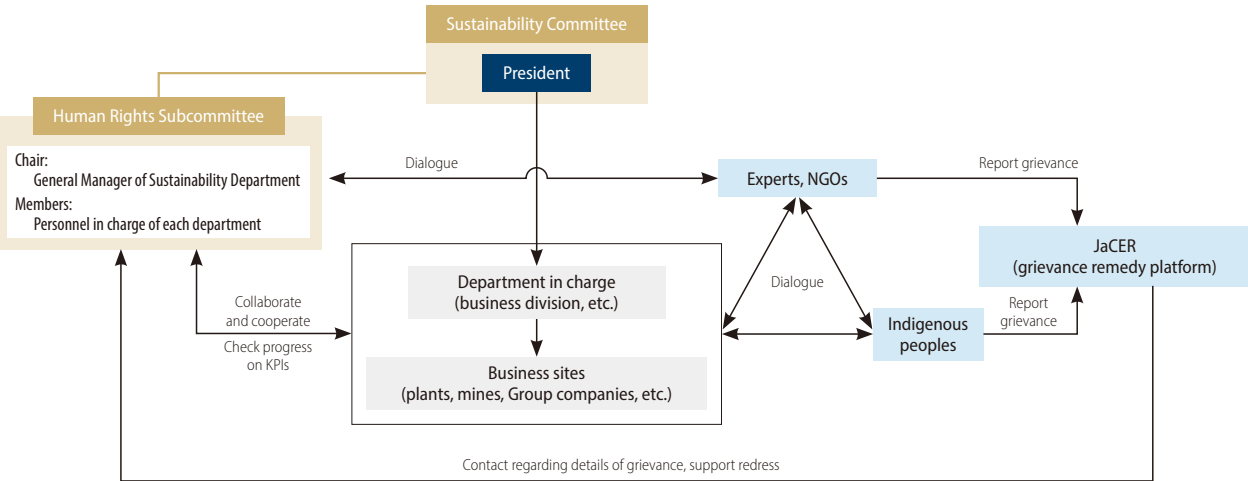 Sustainability Committee
President
Human Rights Subcommittee
Chair:
General Manager of Sustainability Department
Members:
Personnel in charge of each department
Dialogue
Experts, NGOs
Report grievance
JaCER
(grievance remedy platform)
Department in charge
(business division, etc.)
Dialogue
Collaborate
and cooperate
Check progress
on KPIs
Indigenous
peoples
Report
grievance
Business sites
(plants, mines, Group companies, etc.)
Contact regarding details of grievance, support redress